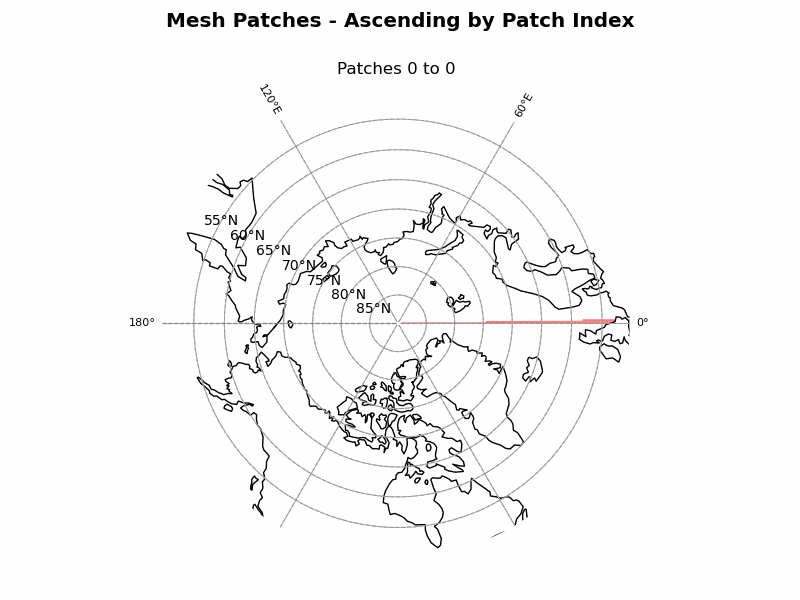 Mesh Patches - Ascending by Patch Index
Patches 0 to 0
120°E
60°E
55°N
60°N
65°N
70°N
75°N
80°N
85°N
180°
0°